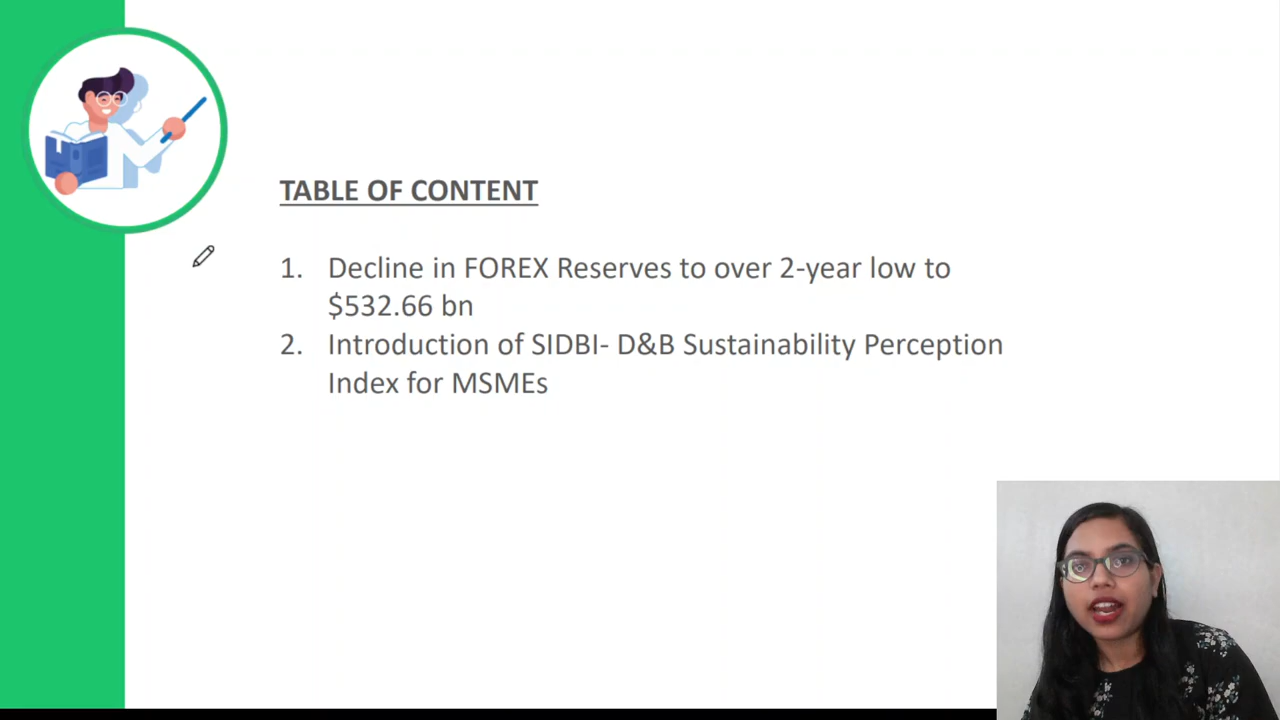 TABLE OF CONTENT
1. Decline in FOREX Reserves to over 2-year low to
$532.66 bn
2. Introduction of SIDBI- D&B Sustainability Perception
Index for MSMEs